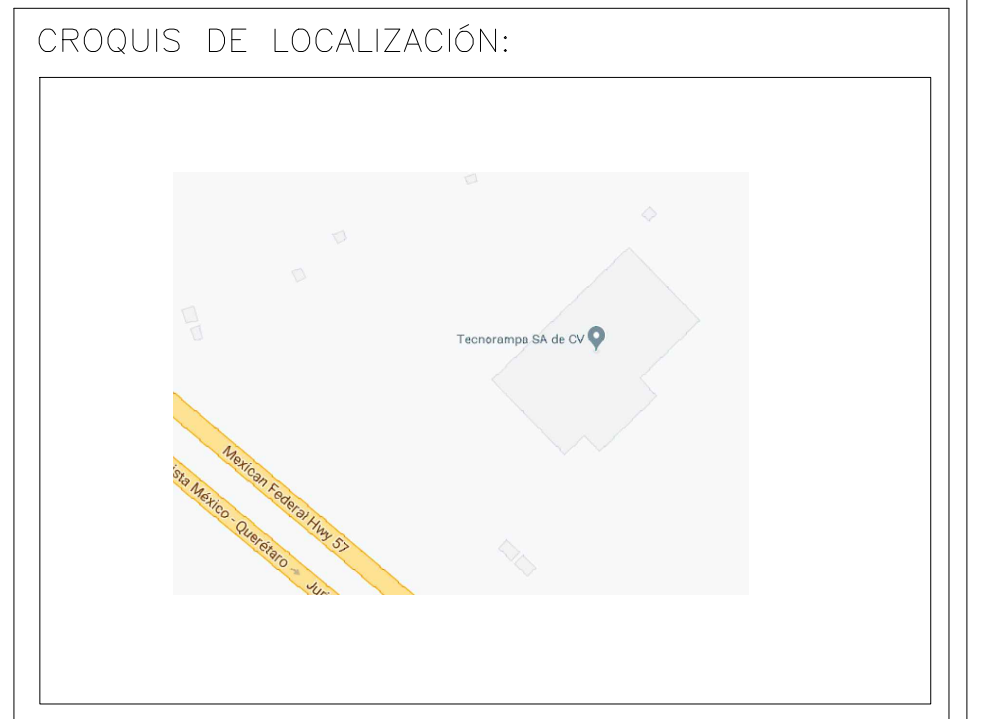 CROQUIS DE LOCALIZACIÓN:
Tecnorampa SA de CV
Mexican Federal Hwy 57
ista México - Querétaro